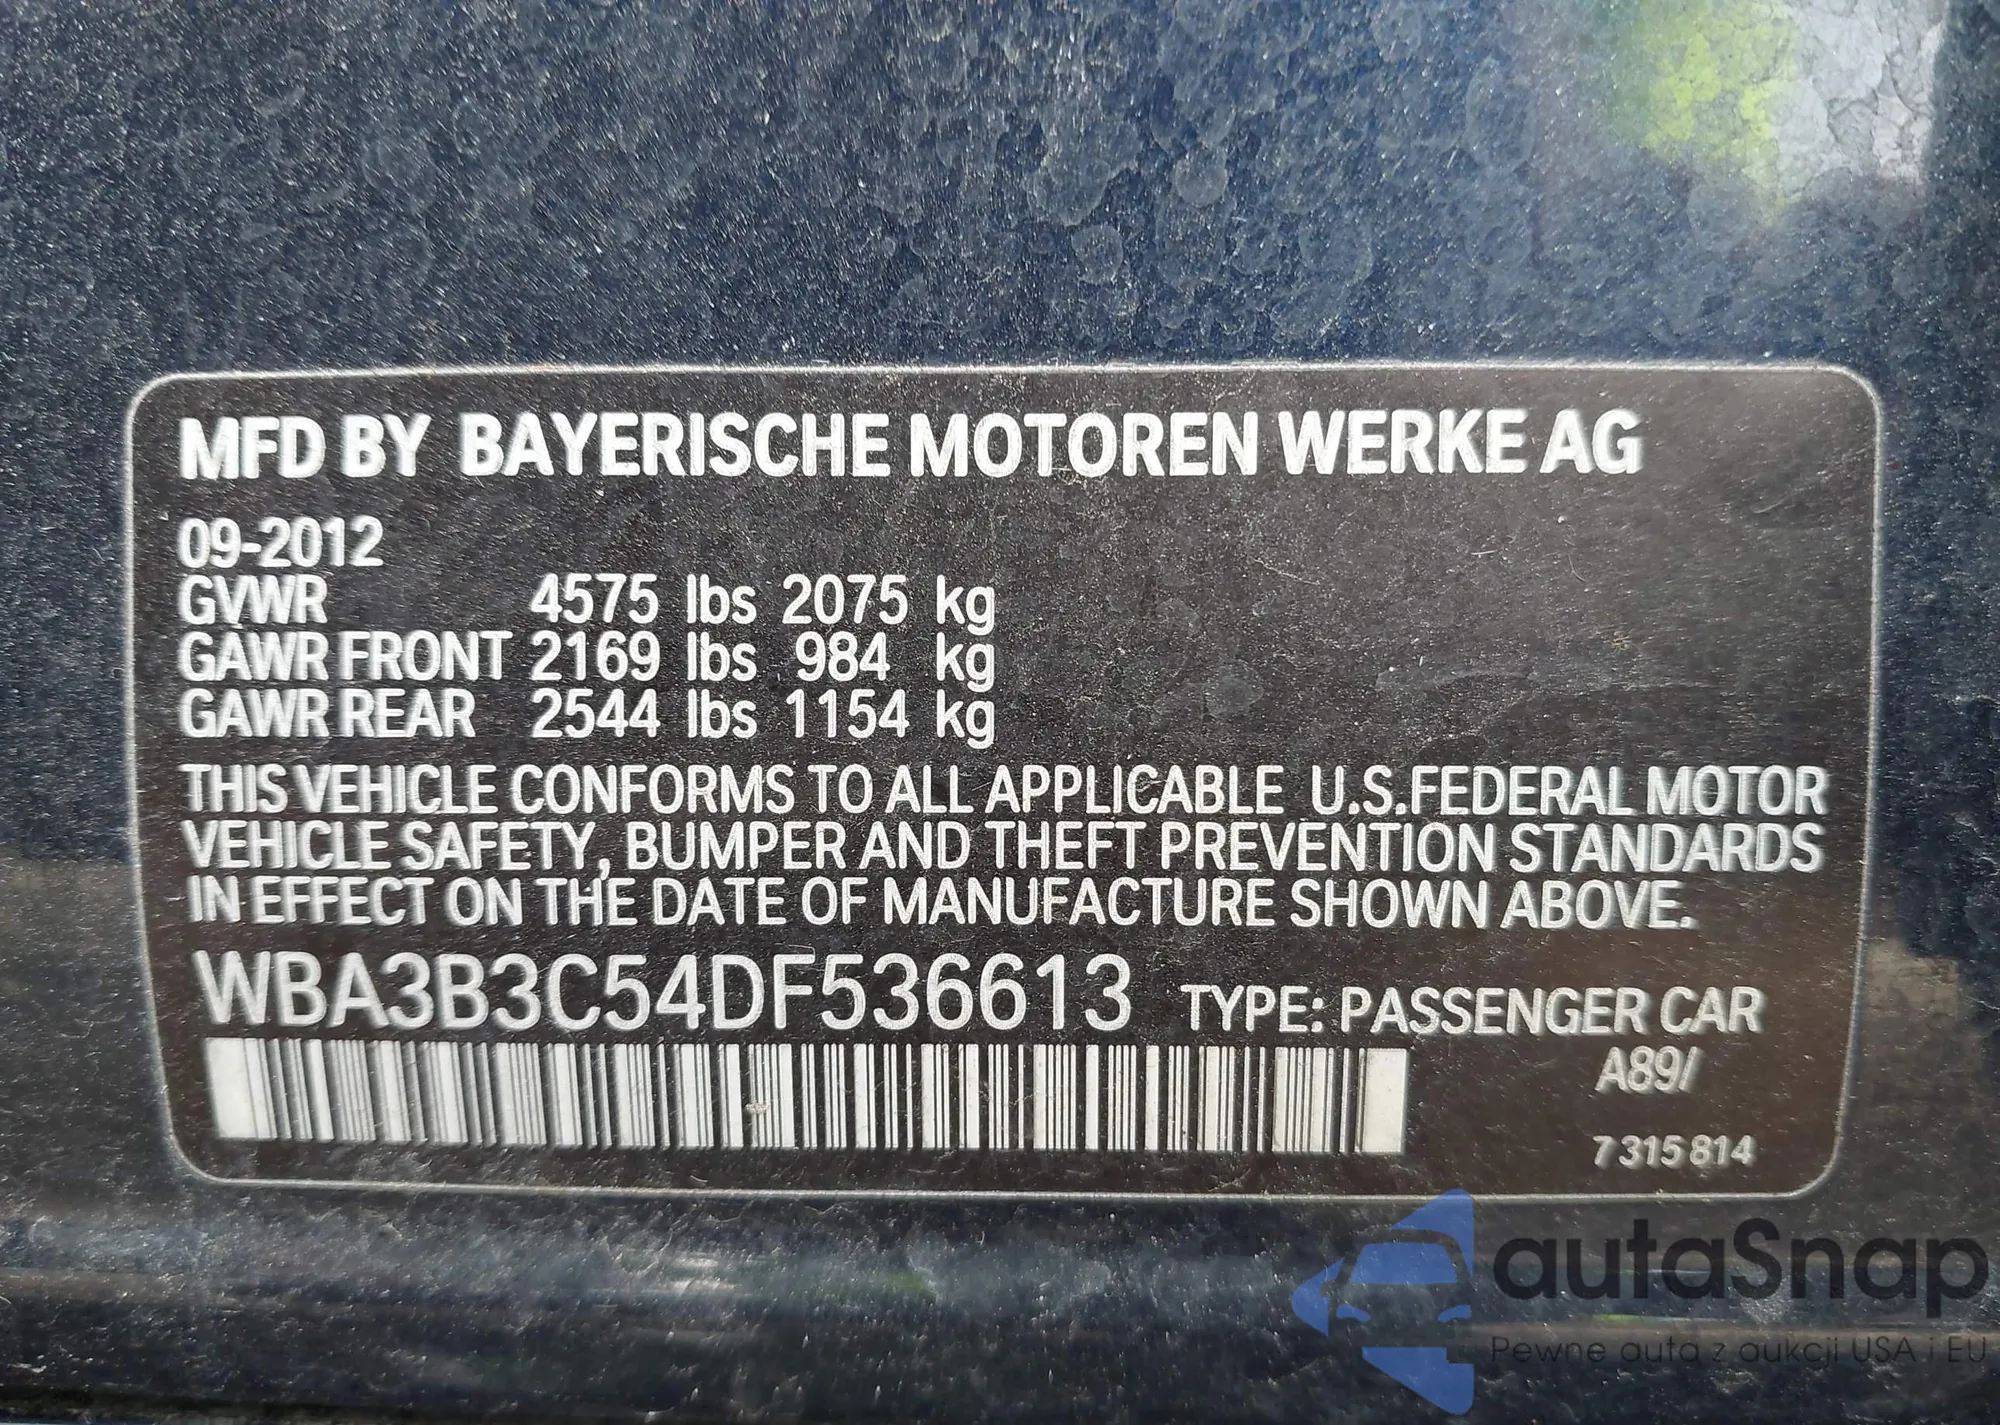 MFD BY BAYERISCHE MOTOREN WERKE AG
09-2012
GVWR 4575 lbs 2075 kg
GAWR FRONT 2169 lbs 984 kg
GAWR REAR 2544 lbs 1154 kg
THIS VEHICLE CONFORMS TO ALL APPLICABLE U.S.FEDERAL MOTOR
VEHICLE SAFETY, BUMPER AND THEFT PREVENTION STANDARDS
IN EFFECT ON THE DATE OF MANUFACTURE SHOWN ABOVE.
WBA3B3C54DF536613 TYPE: PASSENGER CAR
A89/
7 315 814
autaSnap
Pewne auta z aukcji USA i EU